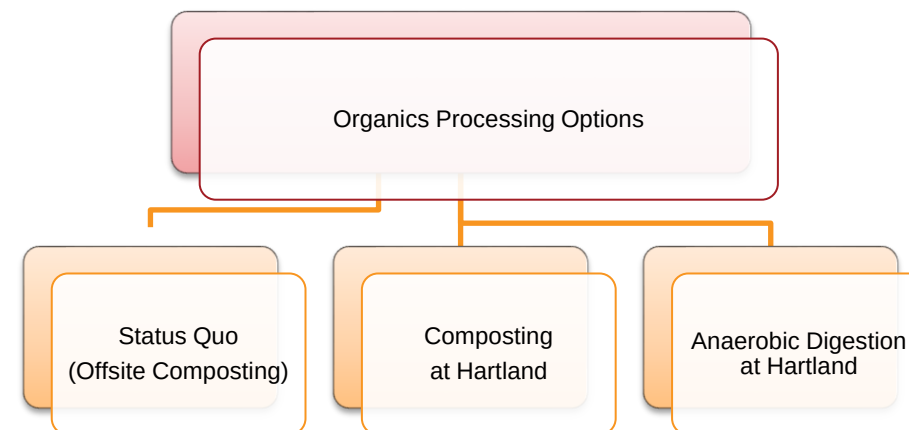 Organics Processing Options
Status Quo
(Offsite Composting)
Composting
at Hartland
Anaerobic Digestion
at Hartland